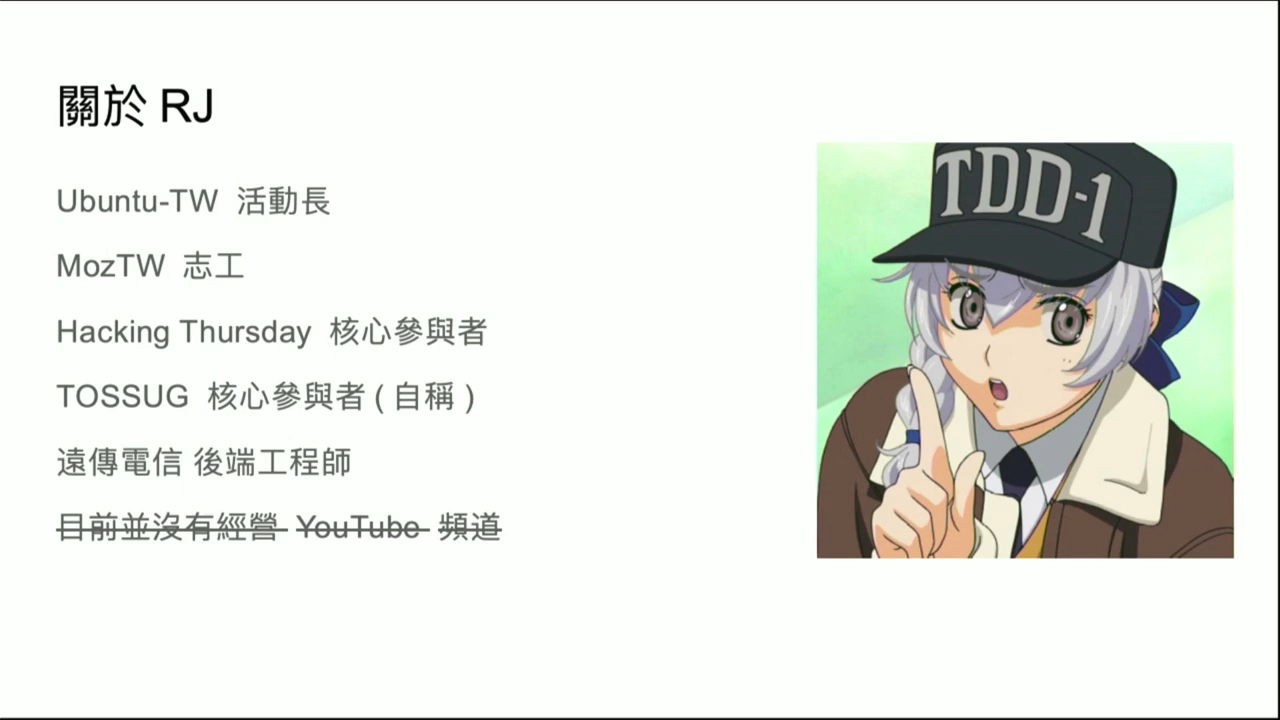 關於 RJ
Ubuntu-TW 活動長
MozTW 志工
Hacking Thursday 核心參與者
TOSSUG 核心參與者 ( 自稱 )
遠傳電信 後端工程師
目前並沒有經營 YouTube 頻道
TDD-1